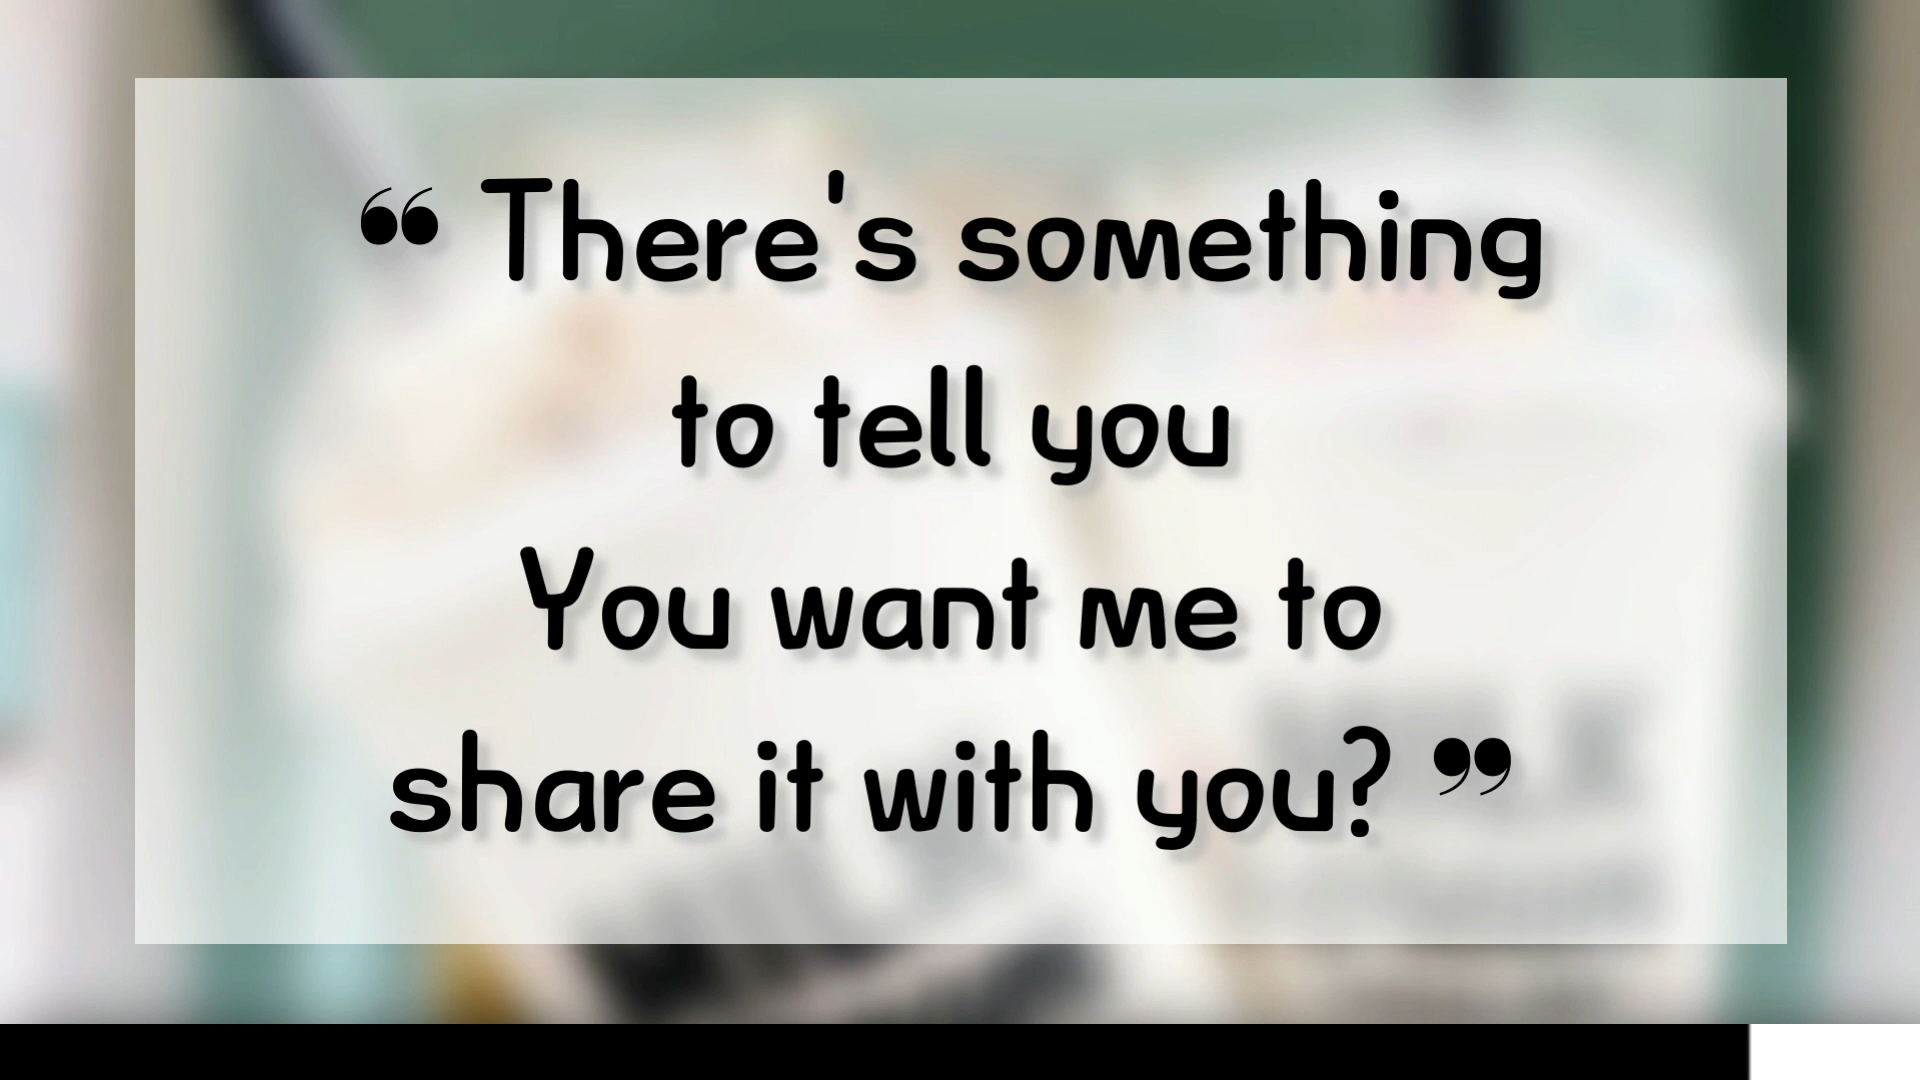 ❝ There's something
to tell you
You want me to
share it with you? ❞